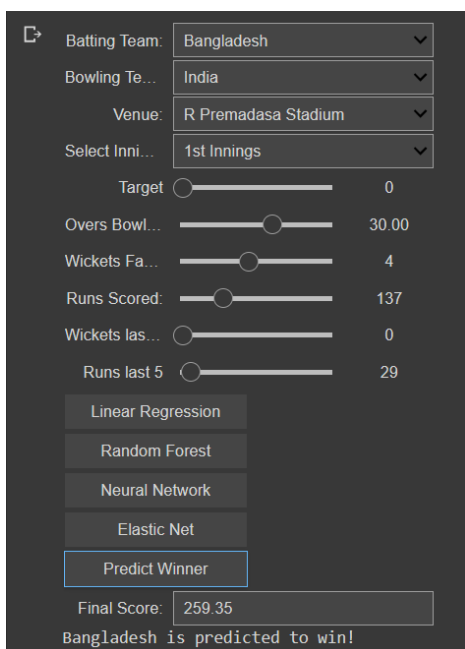 Batting Team: Bangladesh
Bowling Te... India
Venue: R Premadasa Stadium
Select Inni... 1st Innings
Target 0
Overs Bowl... 30.00
Wickets Fa... 4
Runs Scored: 137
Wickets las... 0
Runs last 5 29
Linear Regression
Random Forest
Neural Network
Elastic Net
Predict Winner
Final Score: 259.35
Bangladesh is predicted to win!